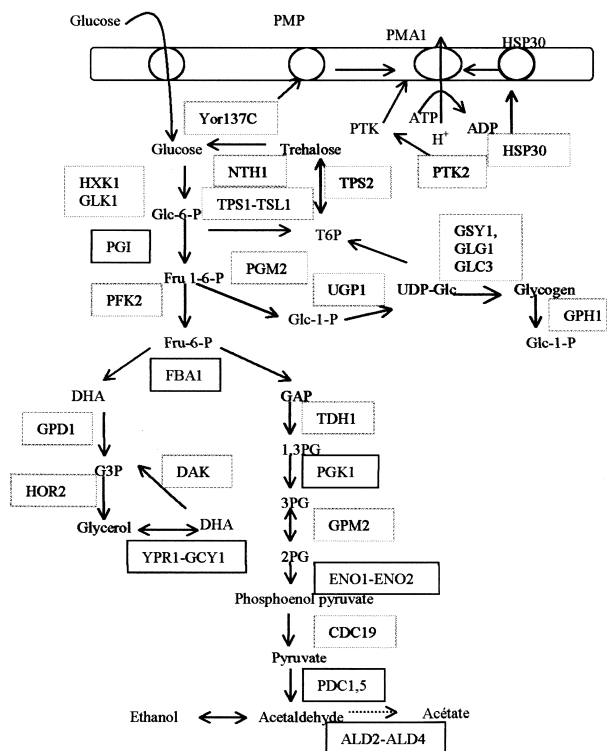 Glucose
PMP
PMA1
HSP30
Yor137C
PTK
ATP
H+
ADP
HSP30
Glucose
Trehalose
PTK2
HXK1
GLK1
NTH1
TPS2
TPS1-TSL1
Glc-6-P
T6P
GSY1,
GLG1
GLC3
PGI
PGM2
Fru 1-6-P
UGP1
UDP-Glc
Glycogen
PFK2
Glc-1-P
GPH1
Fru-6-P
Glc-1-P
FBA1
DHA
GAP
GPD1
TDH1
1,3PG
G3P
DAK
PGK1
HOR2
3PG
Glycerol
DHA
GPM2
YPR1-GCY1
2PG
ENO1-ENO2
Phosphoenol pyruvate
CDC19
Pyruvate
PDC1,5
Ethanol
Acetaldehyde
Acétate
ALD2-ALD4